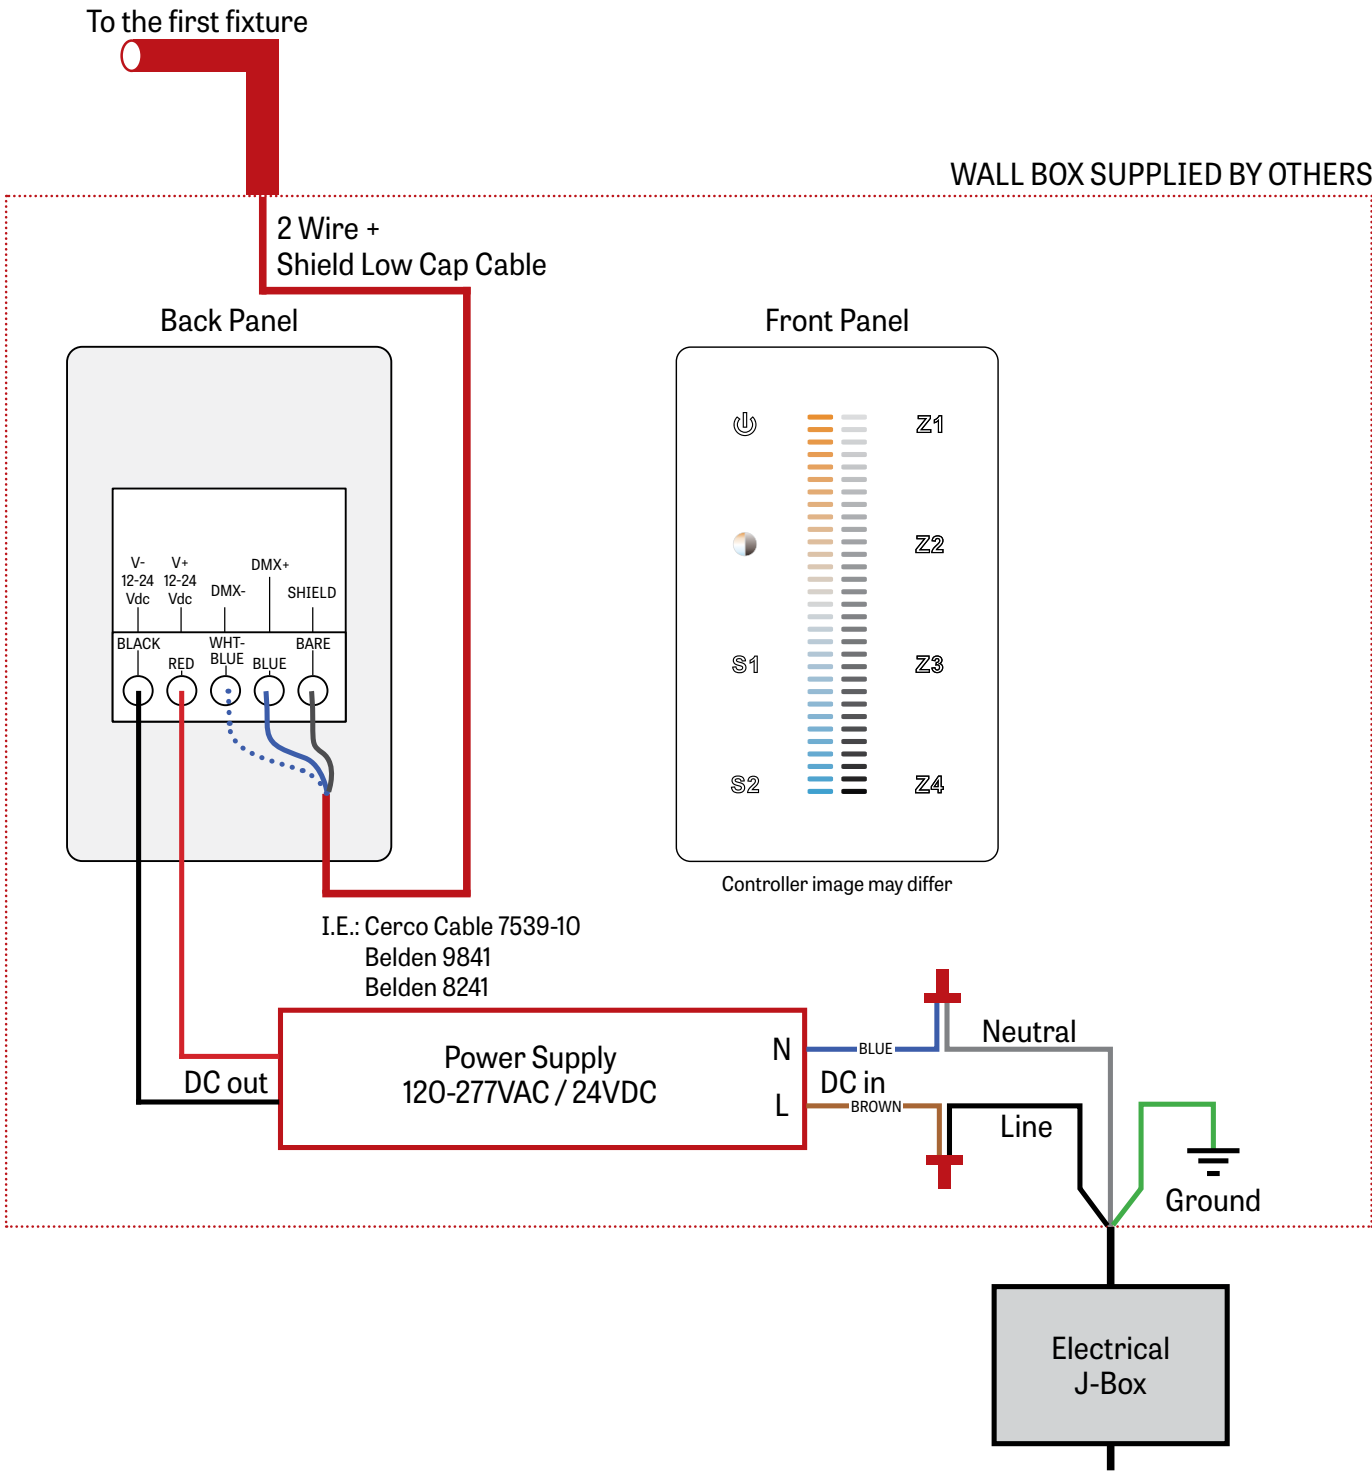 To the first fixture
WALL BOX SUPPLIED BY OTHERS
2 Wire +
Shield Low Cap Cable
Back Panel
Front Panel
V-
12-24
Vdc
V+
12-24
Vdc
DMX-
DMX+
SHIELD
BLACK
RED
WHT-
BLUE
BLUE
BARE
Z1
Z2
S1
Z3
S2
Z4
Controller image may differ
I.E.: Cerco Cable 7539-10
Belden 9841
Belden 8241
Power Supply
120-277VAC / 24VDC
DC out
N
L
BLUE
DC in
BROWN
Neutral
Line
Ground
Electrical
J-Box